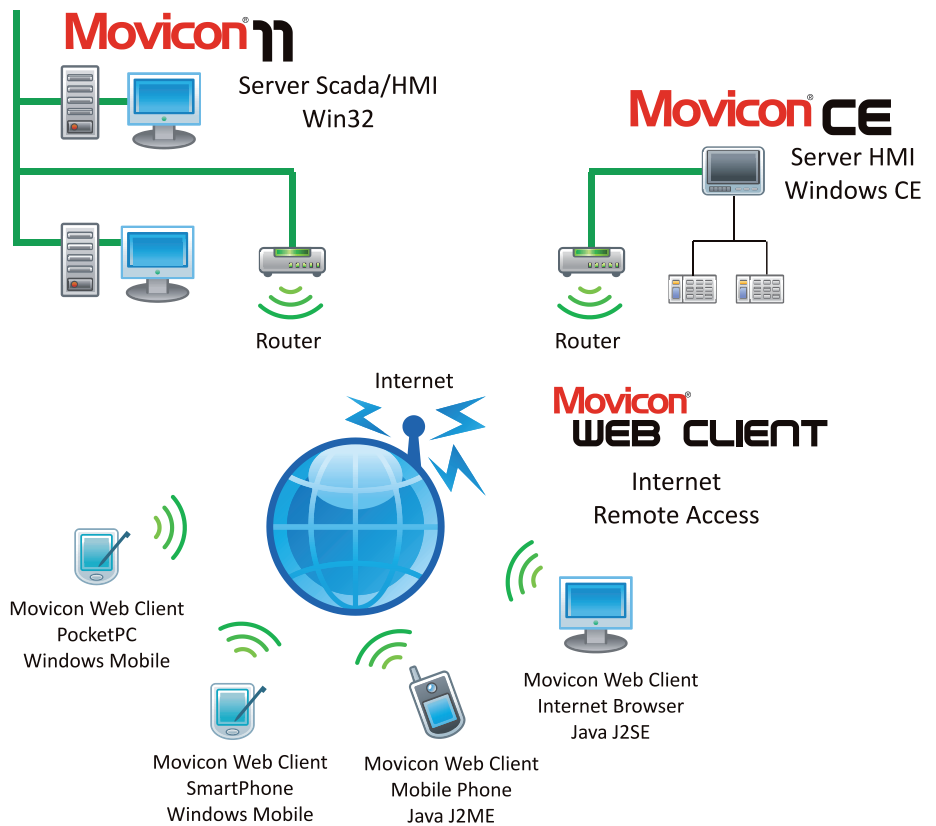 Movicon® 11
Server Scada/HMI
Win32
Movicon® CE
Server HMI
Windows CE
Router
Router
Internet
Movicon®
WEB CLIENT
Internet
Remote Access
Movicon Web Client
PocketPC
Windows Mobile
Movicon Web Client
SmartPhone
Windows Mobile
Movicon Web Client
Mobile Phone
Java J2ME
Movicon Web Client
Internet Browser
Java J2SE